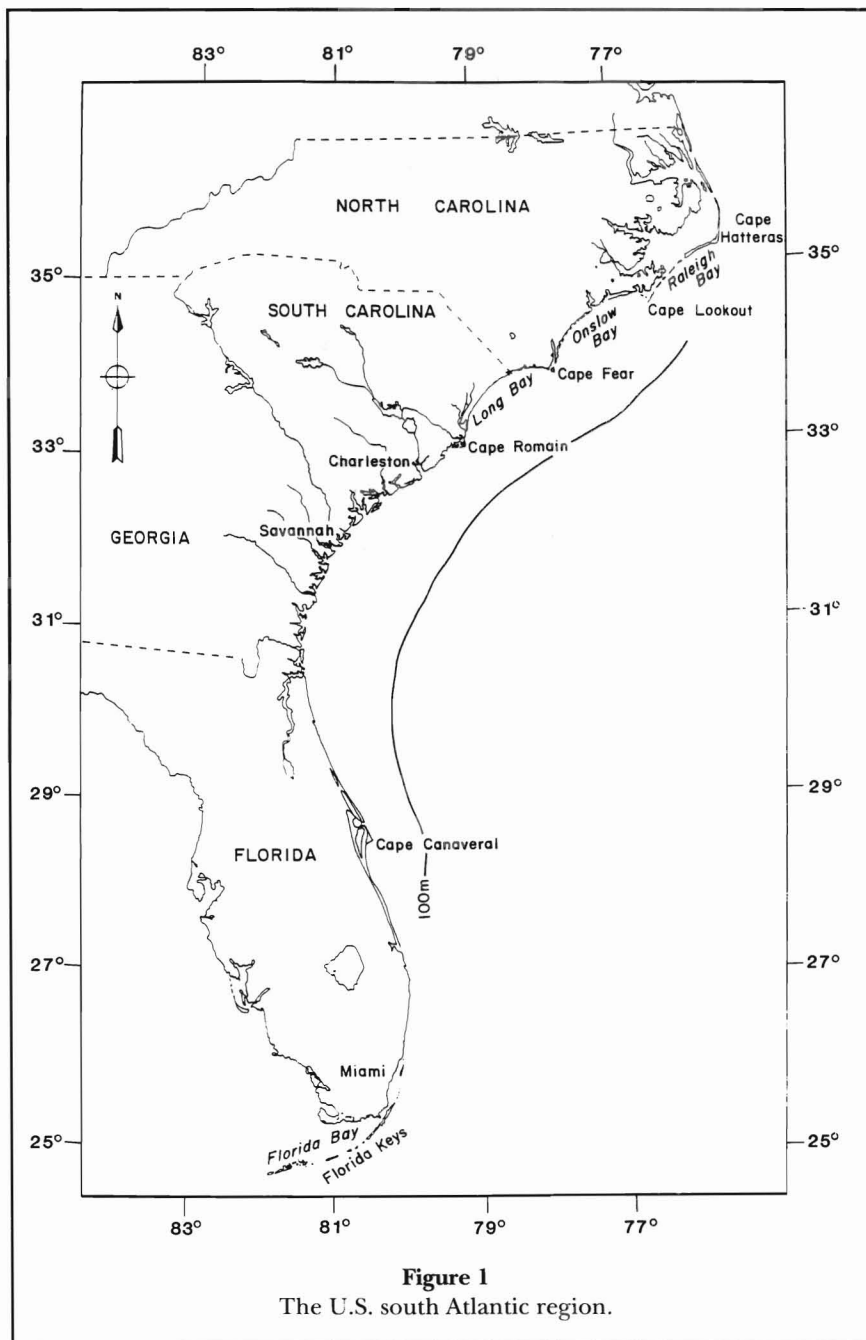 83° 81° 79° 77°
NORTH CAROLINA
Cape
Hatteras
35° 35°
Raleigh
Bay
N
SOUTH CAROLINA
Onslow
Bay
Cape Lookout
Long Bay
Cape Fear
33° 33°
Cape Romain
Charleston
Savannah
GEORGIA
31° 31°
29° 29°
Cape Canaveral
FLORIDA
100m
27° 27°
Miami
Florida Bay
Florida Keys
25° 25°
83° 81° 79° 77°
Figure 1
The U.S. south Atlantic region.